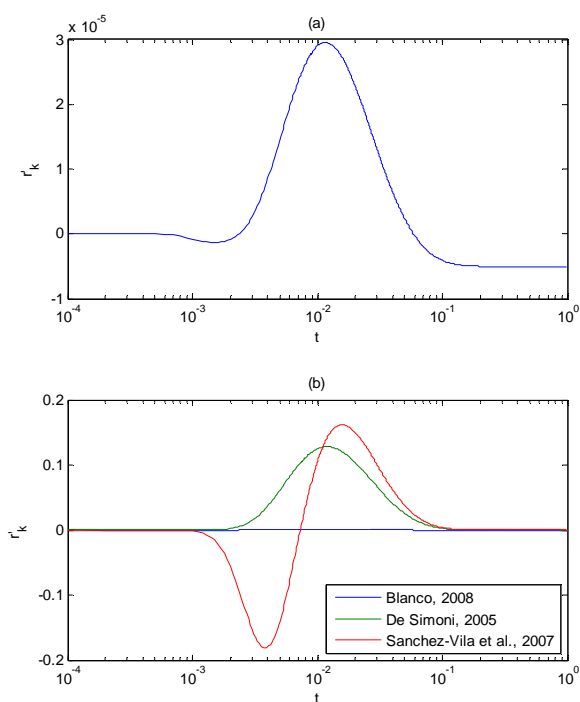 (a)
x 10^-5
3
2
1
0
-1
r'_k
10^-4 10^-3 10^-2 10^-1 10^0
t
(b)
0.2
0.1
0
-0.1
-0.2
r'_k
Blanco, 2008
De Simoni, 2005
Sanchez-Vila et al., 2007
10^-4 10^-3 10^-2 10^-1 10^0
t